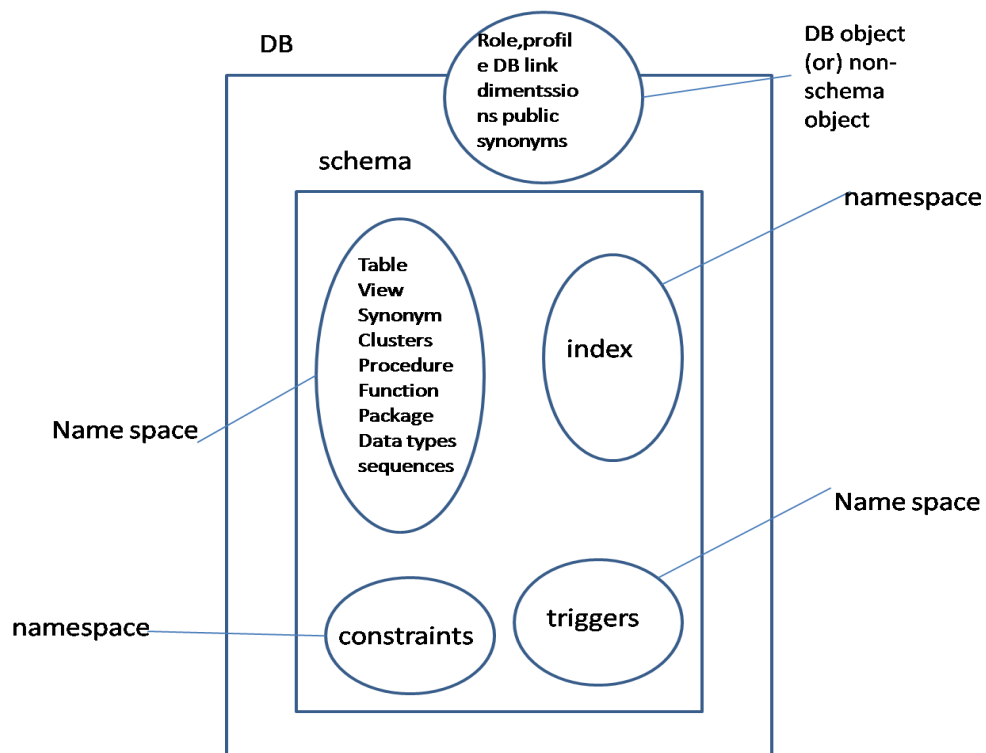 DB
Role,profil
e DB link
dimentssio
ns public
synonyms
DB object
(or) non-
schema
object
schema
namespace
Table
View
Synonym
Clusters
Procedure
Function
Package
Data types
sequences
index
Name space
Name space
namespace
constraints
triggers